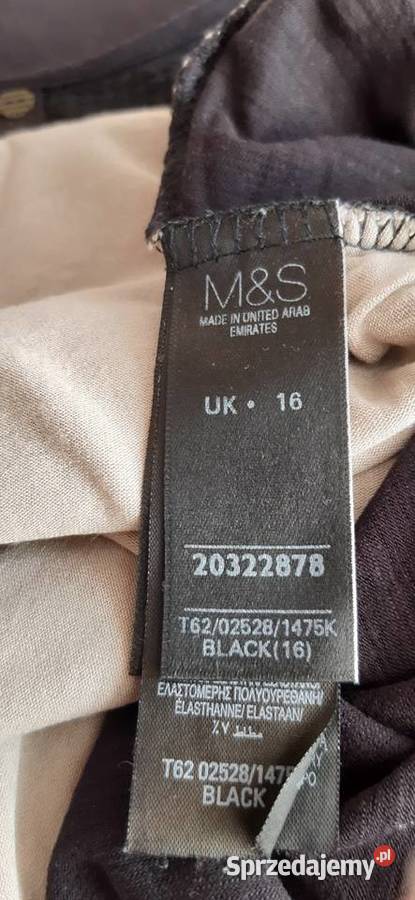 M&S
MADE IN UNITED ARAB
EMIRATES
UK • 16
20322878
T62/02528/1475K
BLACK(16)
ΕΛΑΣΤΟΜΕΡΗΣ ΠΟΛΥΟΥΡΕΘΑΝΗ/
ÉLASTHANNE/ ELASTAAN/
T62 02528/147
BLACK
Sprzedajemy.pl